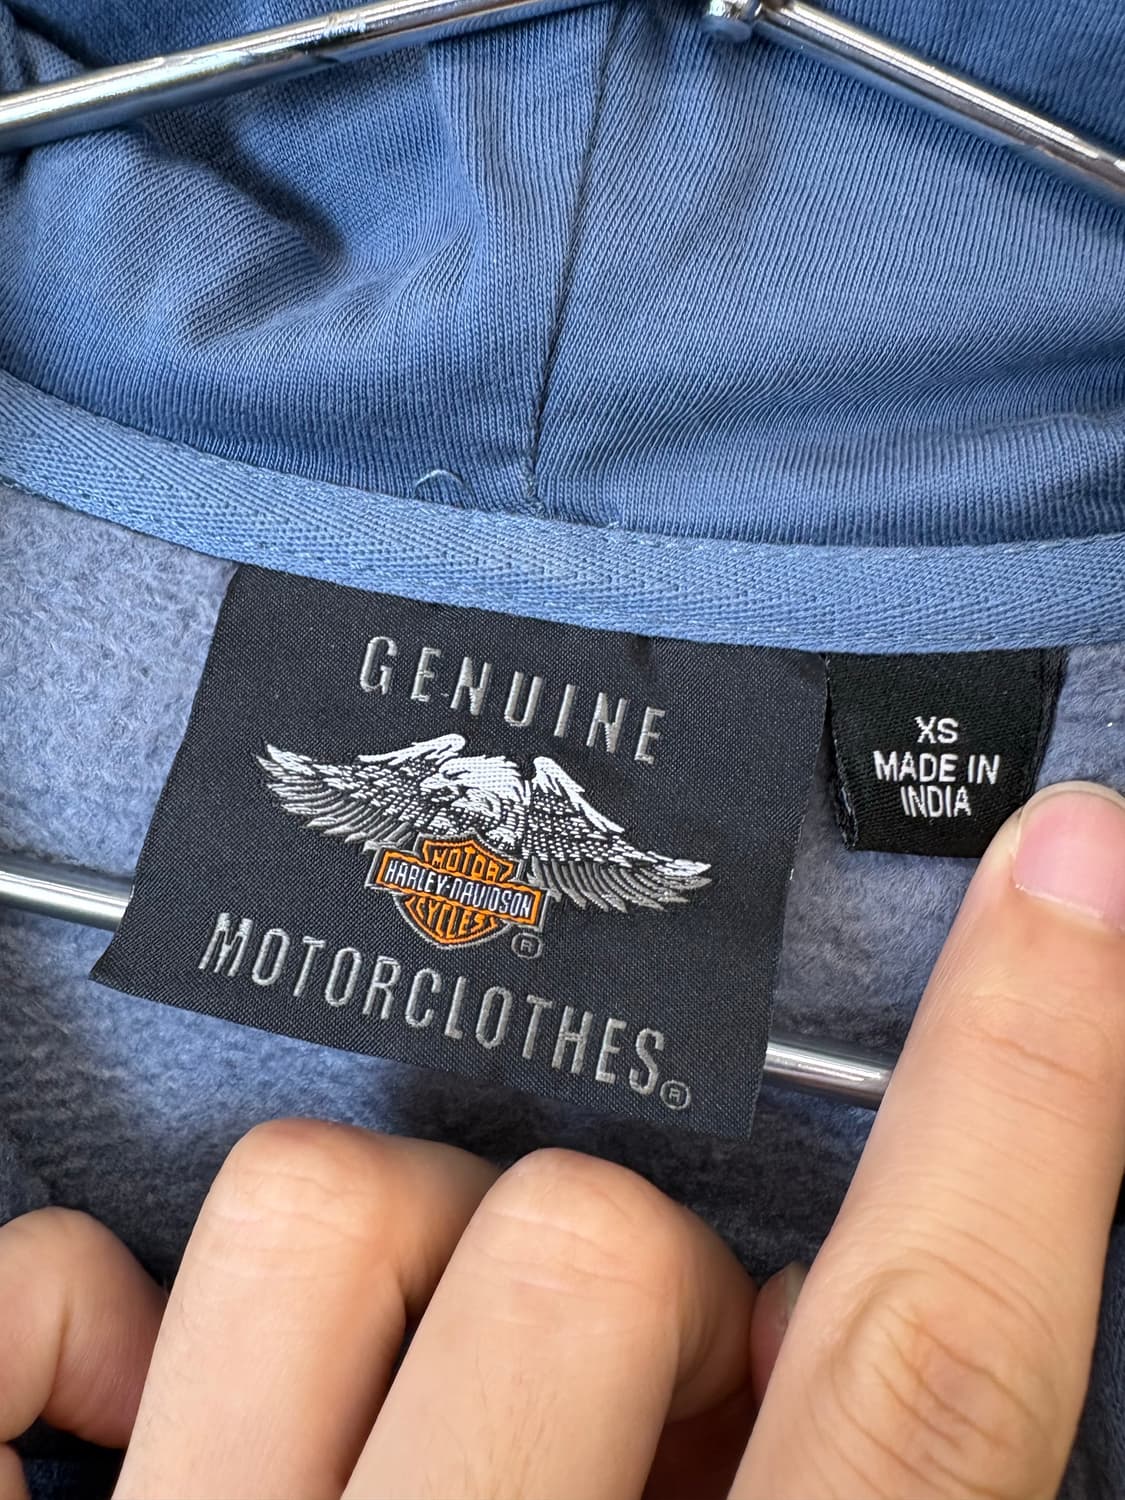 GENUINE
MOTOR
HARLEY-DAVIDSON
CYCLES
®
MOTORCLOTHES®
XS
MADE IN
INDIA